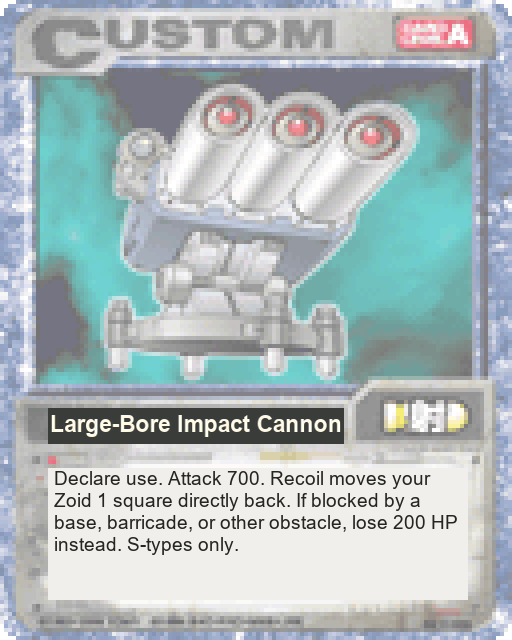 CUSTOM
A
Large-Bore Impact Cannon
Declare use. Attack 700. Recoil moves your
Zoid 1 square directly back. If blocked by a
base, barricade, or other obstacle, lose 200 HP
instead. S-types only.